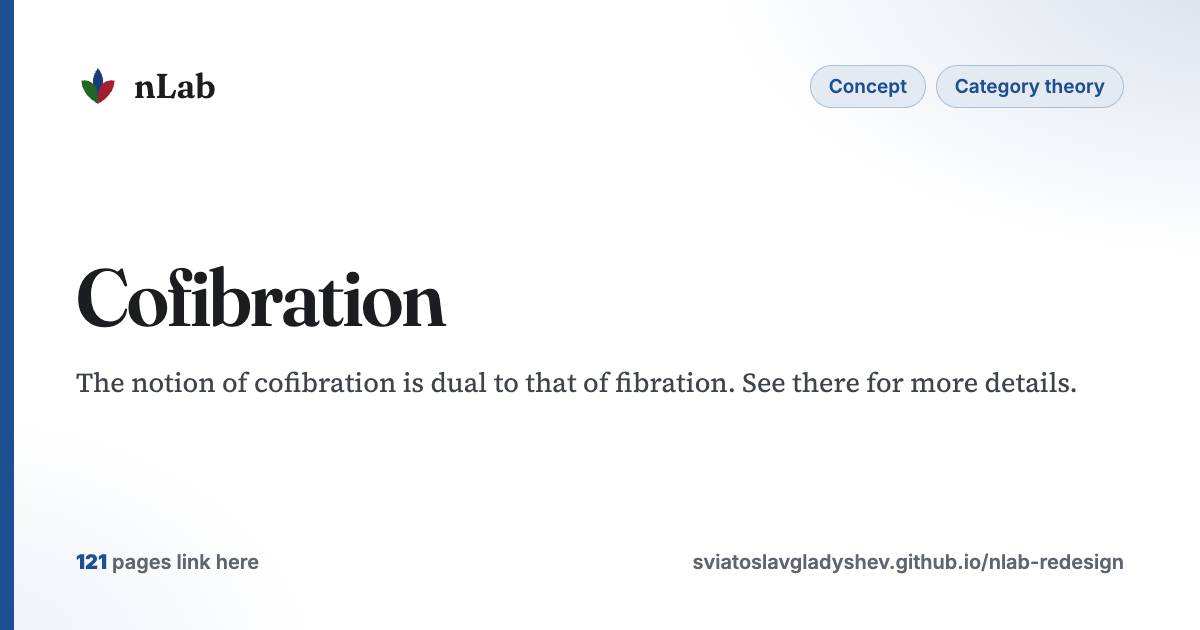 nLab
Concept
Category theory
Cofibration
The notion of cofibration is dual to that of fibration. See there for more details.
121 pages link here
sviatoslavgladyshev.github.io/nlab-redesign